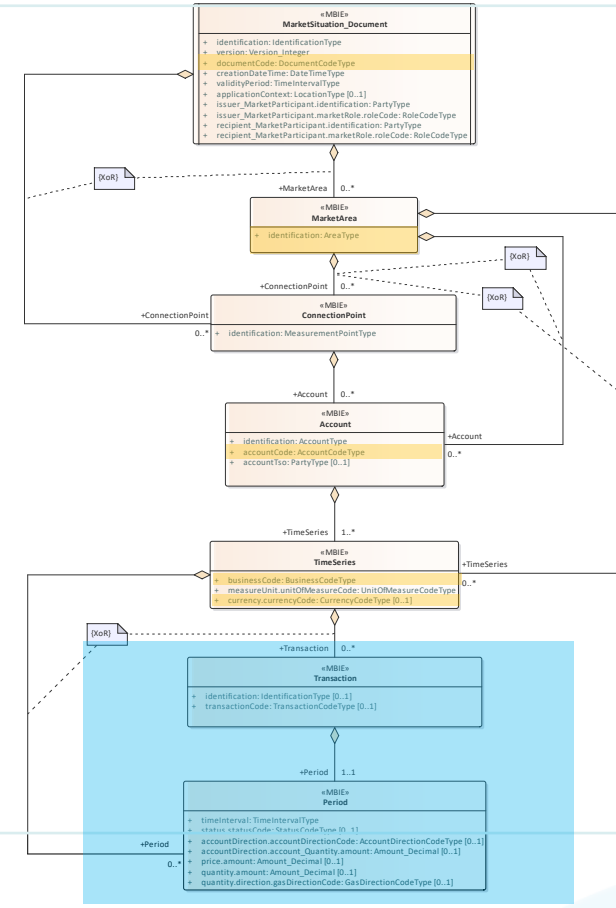 «MBIE»
MarketSituation_Document
+ identification: IdentificationType
+ version: Version_Integer
+ documentCode: DocumentCodeType
+ creationDateTime: DateTimeType
+ validityPeriod: TimeIntervalType
+ applicationContext: LocationType [0..1]
+ issuer_MarketParticipant.identification: PartyType
+ issuer_MarketParticipant.marketRole.roleCode: RoleCodeType
+ recipient_MarketParticipant.identification: PartyType
+ recipient_MarketParticipant.marketRole.roleCode: RoleCodeType
{XoR}
+MarketArea 0..*
«MBIE»
MarketArea
+ identification: AreaType
{XoR}
+ConnectionPoint 0..*
{XoR}
«MBIE»
ConnectionPoint
+ConnectionPoint
0..*
+ identification: MeasurementPointType
+Account 0..*
«MBIE»
Account
+ identification: AccountType
+ accountCode: AccountCodeType
+ accountTso: PartyType [0..1]
+Account
0..*
+TimeSeries 1..*
«MBIE»
TimeSeries
+ businessCode: BusinessCodeType
+ measureUnit.unitOfMeasureCode: UnitOfMeasureCodeType
+ currency.currencyCode: CurrencyCodeType [0..1]
+TimeSeries
0..*
{XoR}
+Transaction 0..*
«MBIE»
Transaction
+ identification: IdentificationType [0..1]
+ transactionCode: TransactionCodeType [0..1]
+Period 1..1
«MBIE»
Period
+ timeInterval: TimeIntervalType
+ status.statusCode: StatusCodeType [0..1]
+ accountDirection.accountDirectionCode: AccountDirectionCodeType [0..1]
+ accountDirection.account_Quantity.amount: Amount_Decimal [0..1]
+ price.amount: Amount_Decimal [0..1]
+ quantity.amount: Amount_Decimal [0..1]
+ quantity.direction.gasDirectionCode: GasDirectionCodeType [0..1]
+Period
0..*